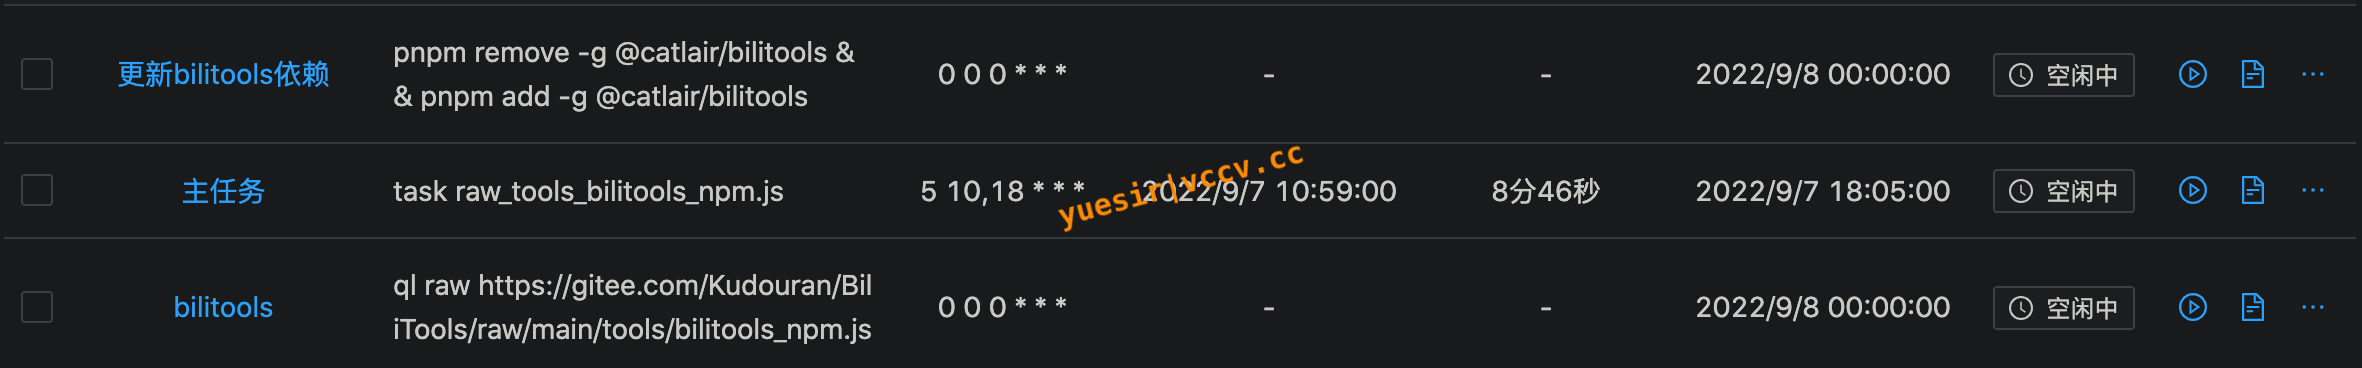 pnpm remove -g @catlair/bilitools &
更新bilitools依赖 & pnpm add -g @catlair/bilitools 0 0 0 * * * - - 2022/9/8 00:00:00 空闲中
主任务 task raw_tools_bilitools_npm.js 5 10,18 * * * 2022/9/7 10:59:00 8分46秒 2022/9/7 18:05:00 空闲中
yuesir|vccv.cc
ql raw https://gitee.com/Kudouran/Bil
bilitools iTools/raw/main/tools/bilitools_npm.js 0 0 0 * * * - - 2022/9/8 00:00:00 空闲中